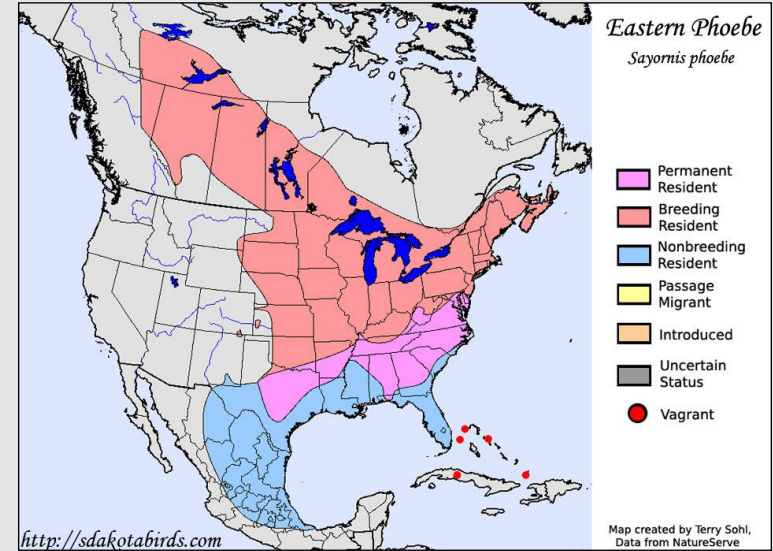 Eastern Phoebe
Sayornis phoebe
Permanent
Resident
Breeding
Resident
Nonbreeding
Resident
Passage
Migrant
Introduced
Uncertain
Status
Vagrant
http://sdakotabirds.com
Map created by Terry Sohl,
Data from NatureServe